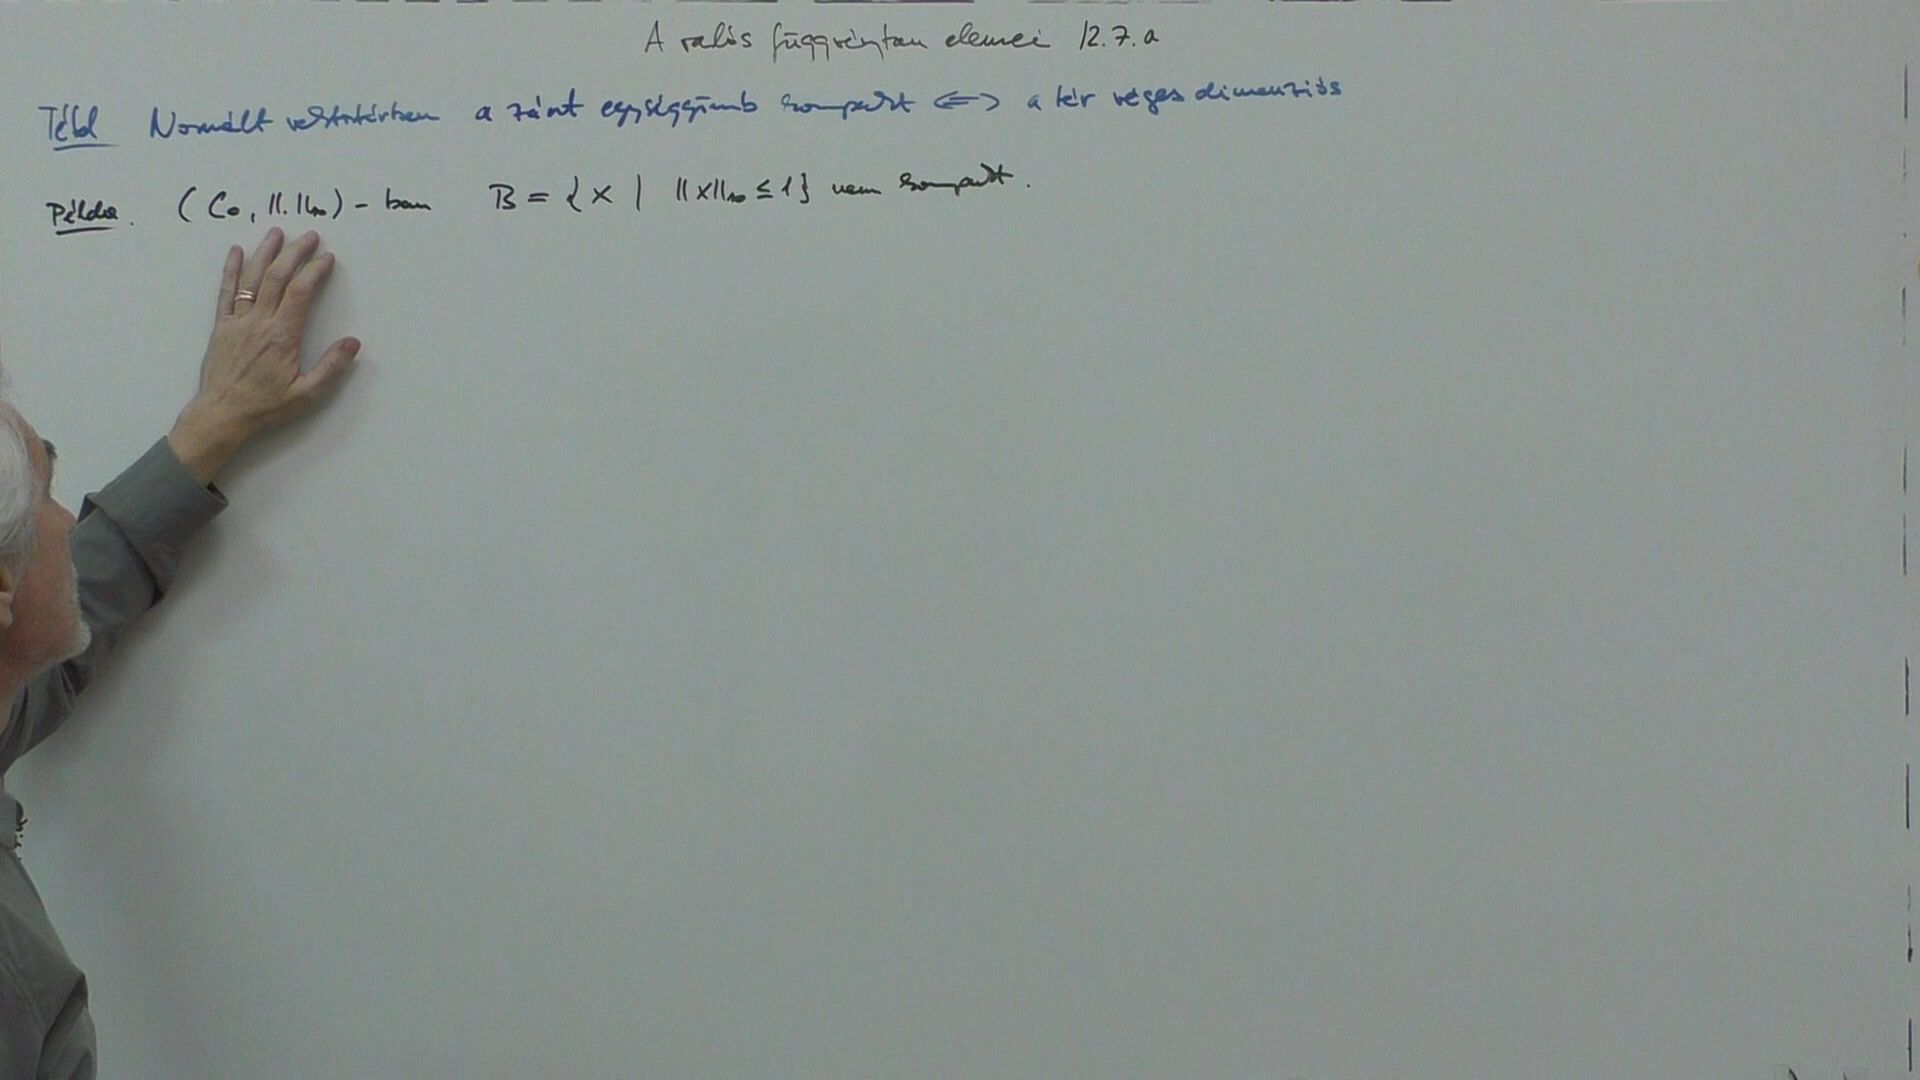 A valós függvénytan elemei 12.7.a
Tétel Normált vektortérben a zárt egységgömb kompakt <=> a tér véges dimenziós
Példa. (C₀, ||.||∞) - ban B = { x | ||x||∞ ≤ 1 } nem kompakt.